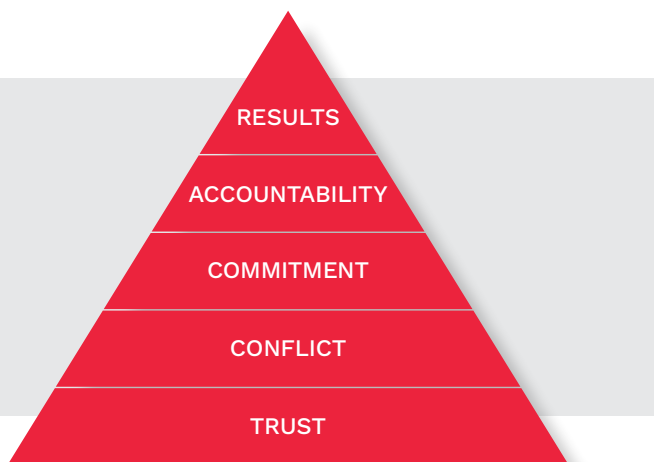 RESULTS
ACCOUNTABILITY
COMMITMENT
CONFLICT
TRUST